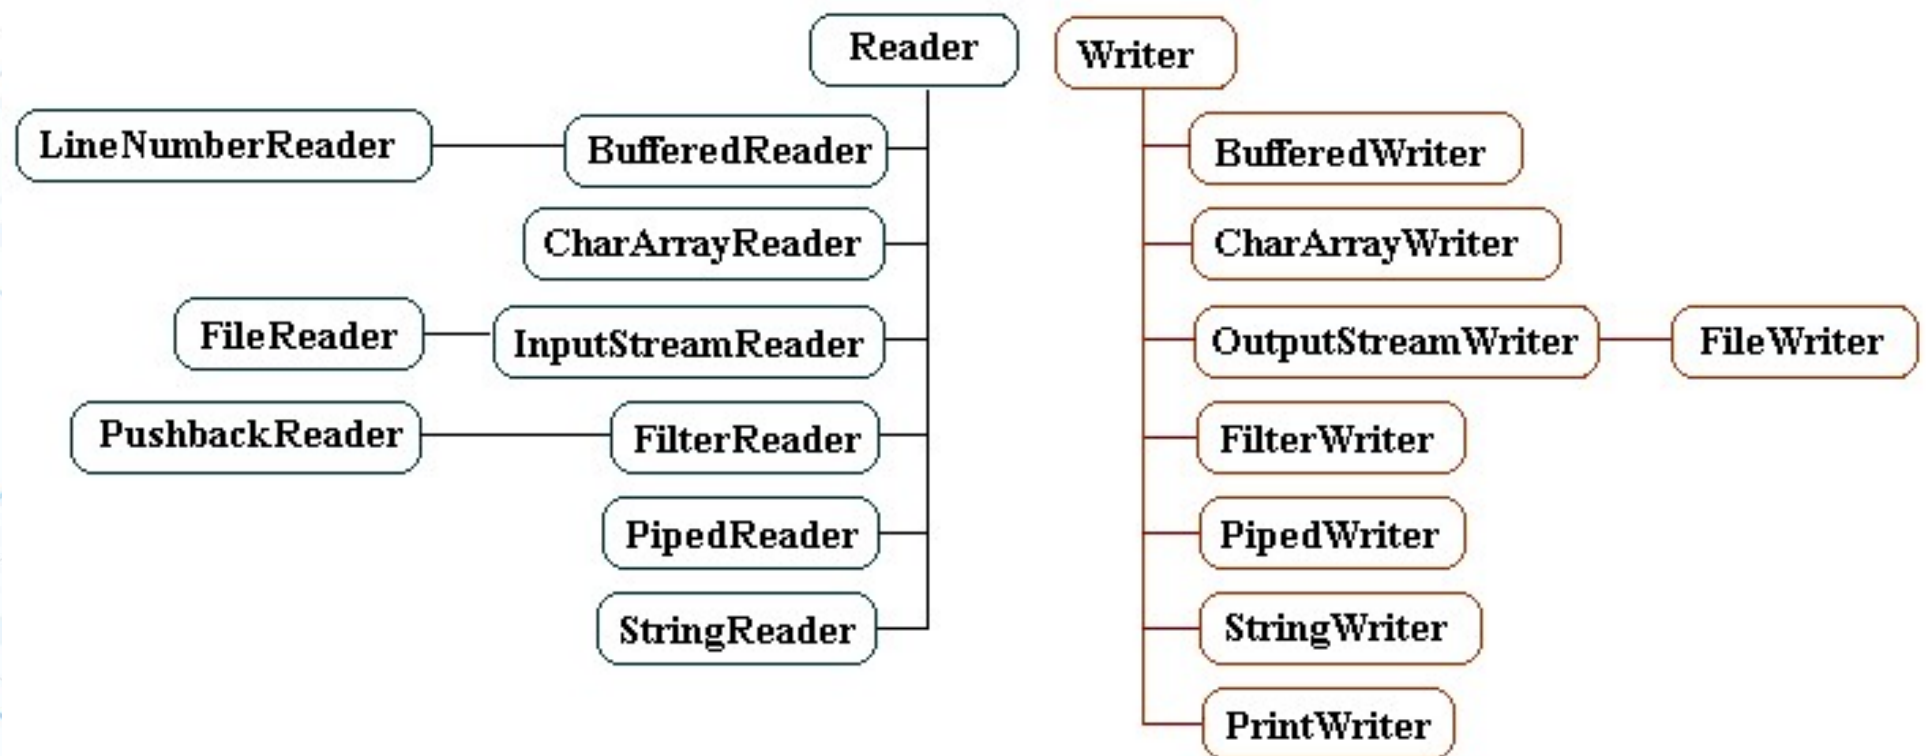 Reader
Writer
LineNumberReader
BufferedReader
BufferedWriter
CharArrayReader
CharArrayWriter
FileReader
InputStreamReader
OutputStreamWriter
FileWriter
PushbackReader
FilterReader
FilterWriter
PipedReader
PipedWriter
StringReader
StringWriter
PrintWriter